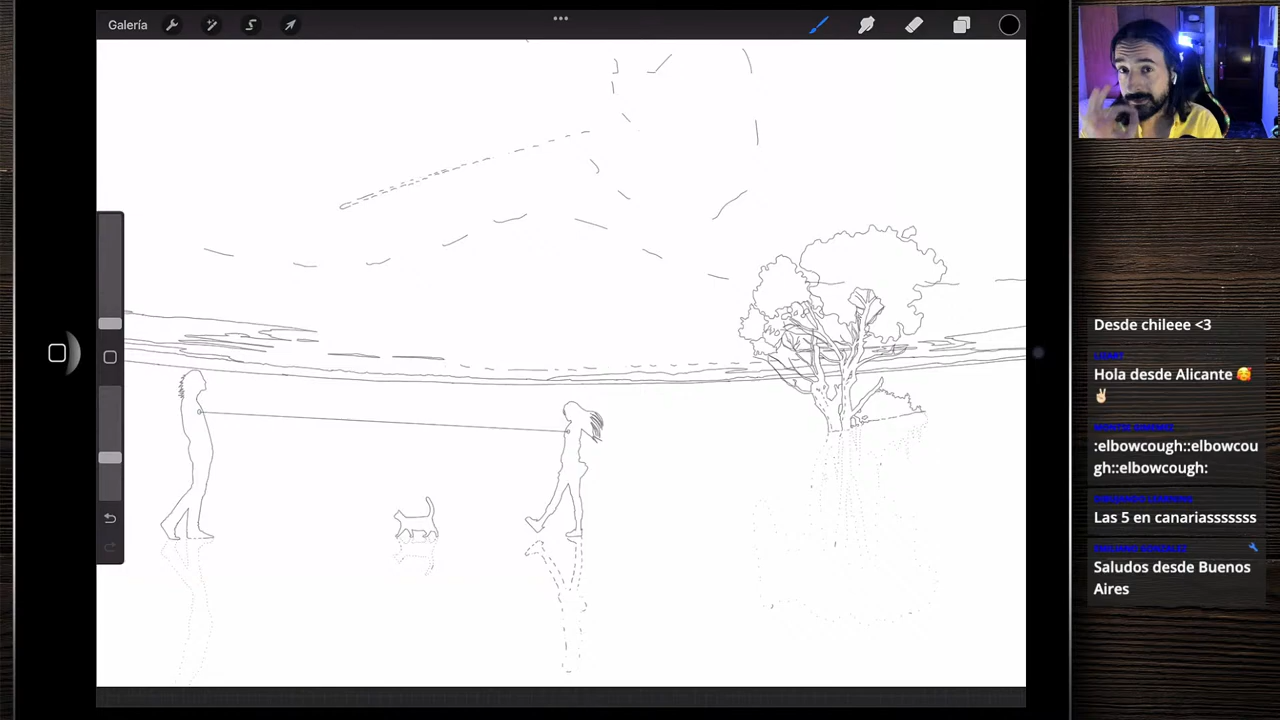 Galería
Desde chileee <3
Hola desde Alicante 🥰
✌🏻
:elbowcough::elbowcou
gh::elbowcough:
Las 5 en canariasssssss
Saludos desde Buenos
Aires